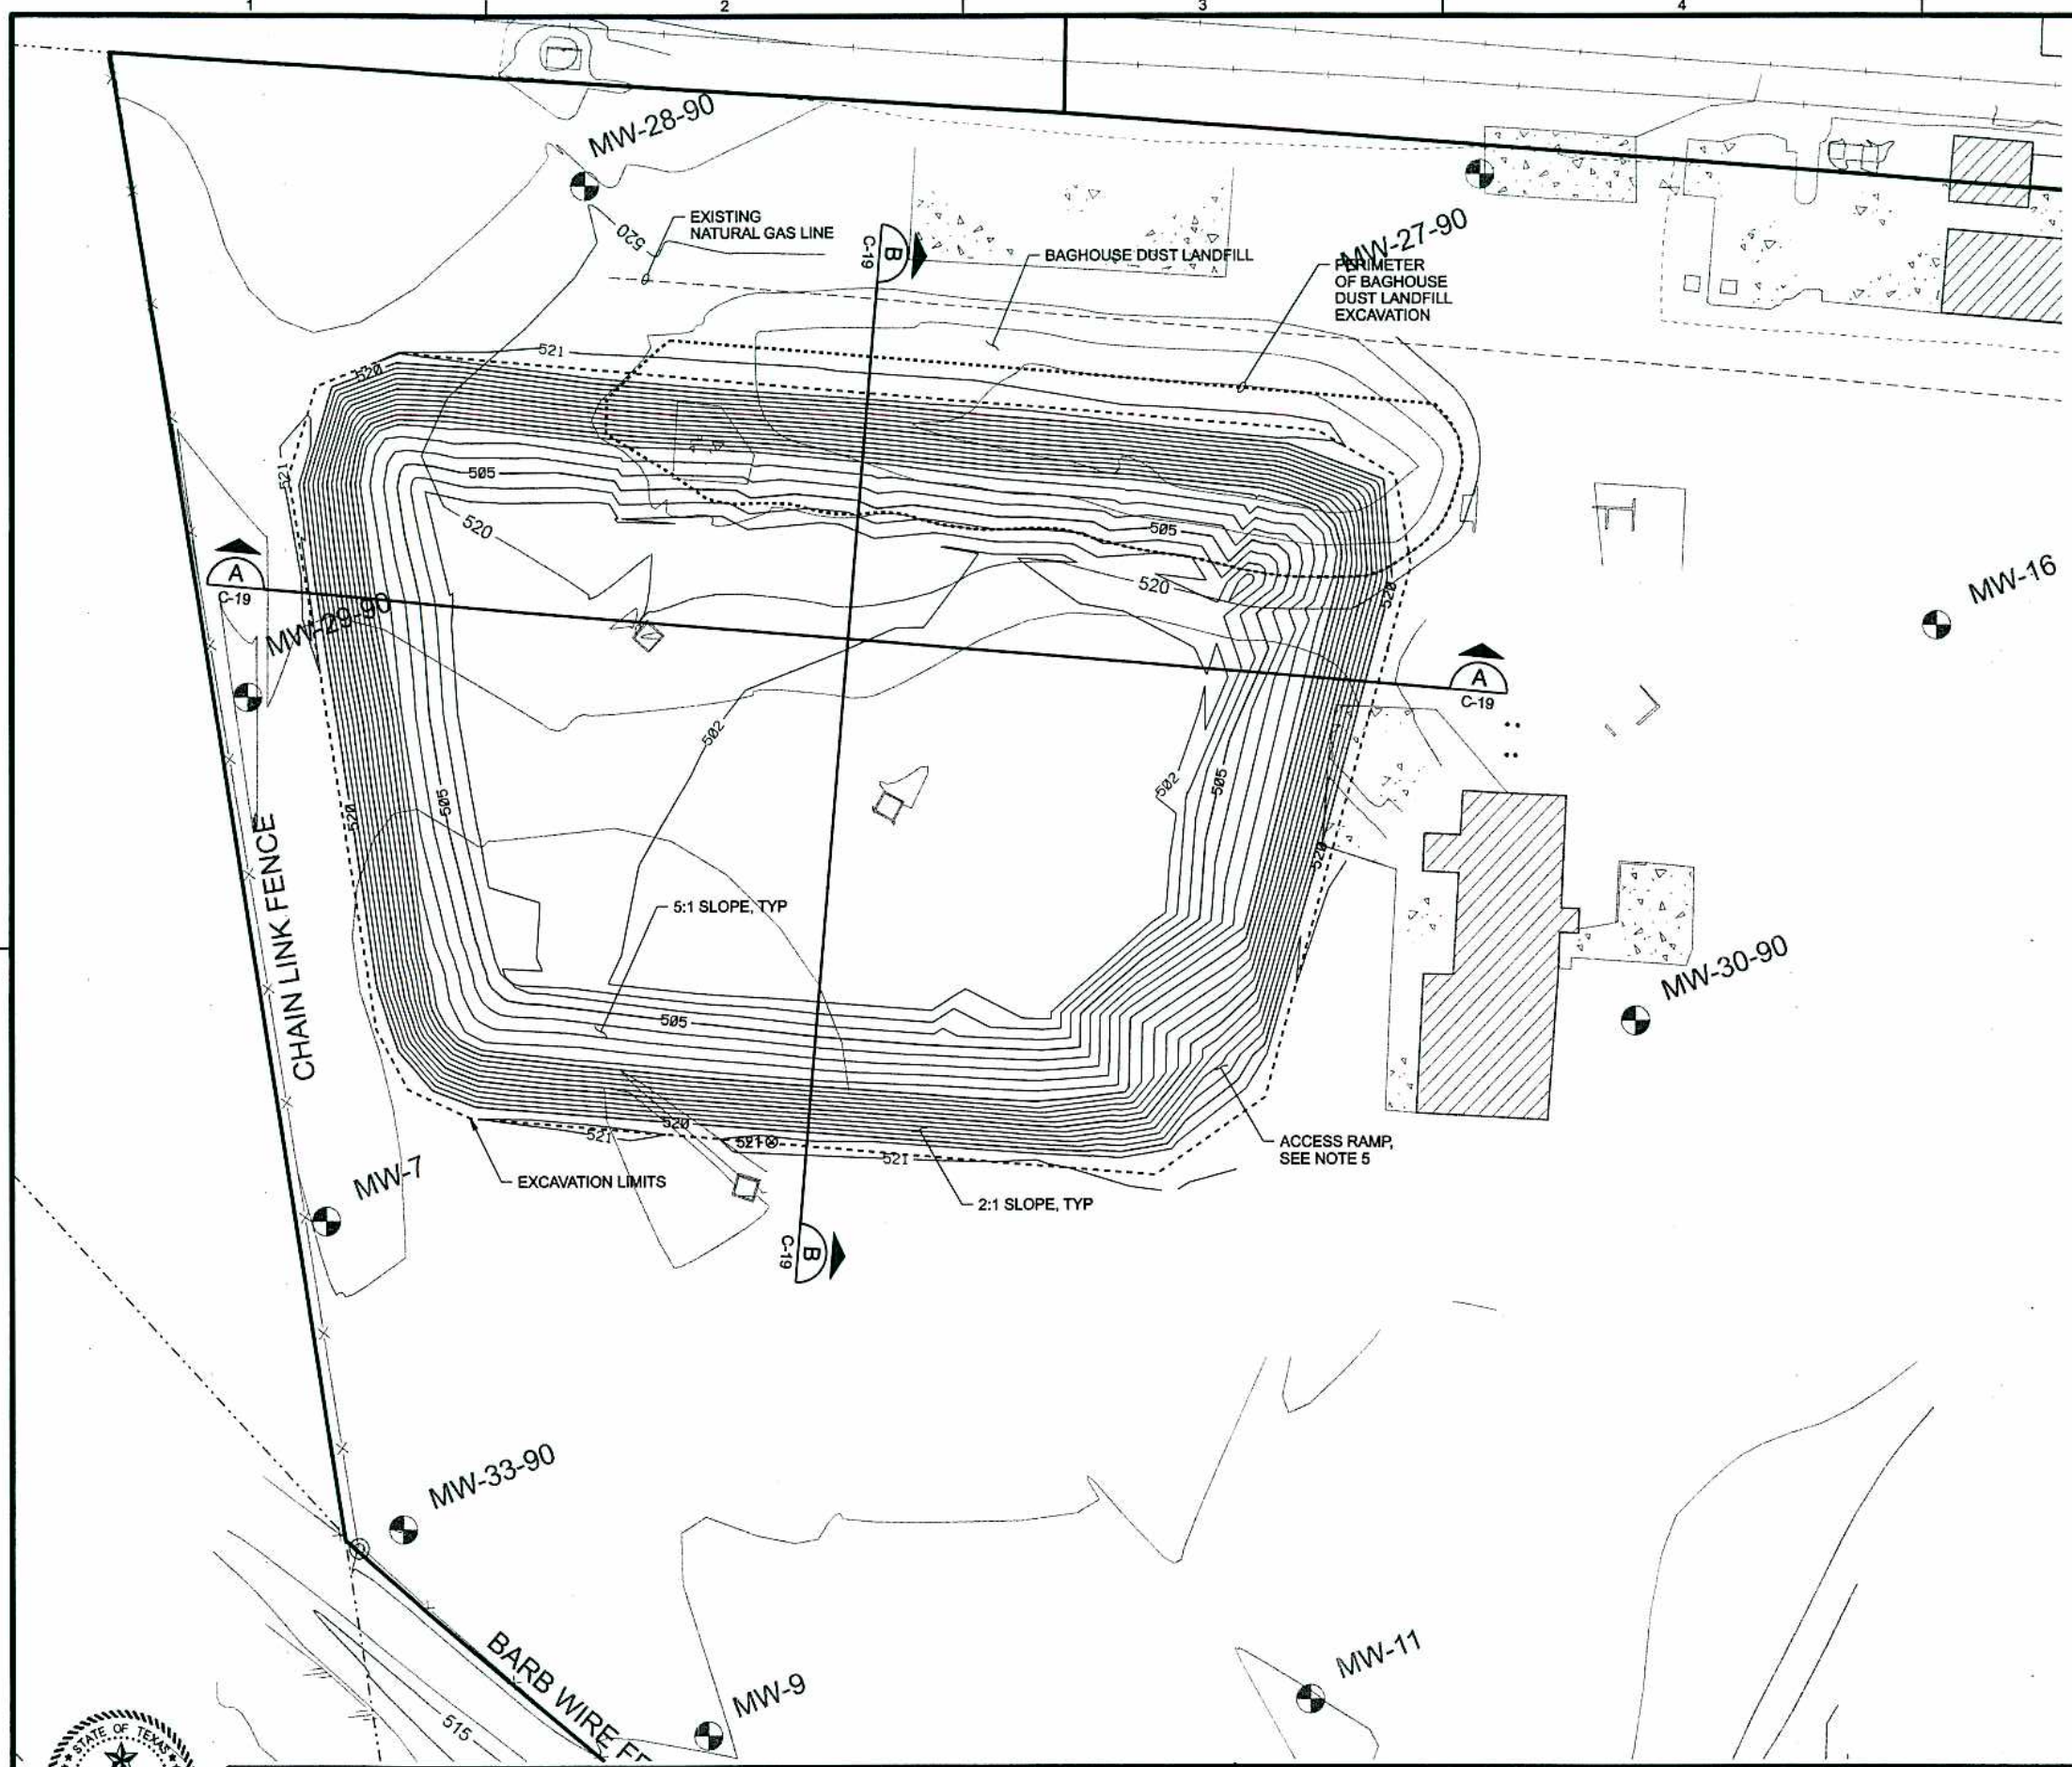 1
2
3
4
MW-28-90
EXISTING
NATURAL GAS LINE
520
B
C-19
BAGHOUSE DUST LANDFILL
MW-27-90
PERIMETER
OF BAGHOUSE
DUST LANDFILL
EXCAVATION
521
520
521
505
520
505
520
520
A
C-19
MW-29-90
MW-16
A
C-19
502
502
505
505
520
520
CHAIN LINK FENCE
5:1 SLOPE, TYP
MW-30-90
505
520
521
521
521
ACCESS RAMP,
SEE NOTE 5
EXCAVATION LIMITS
2:1 SLOPE, TYP
MW-7
B
C-19
MW-33-90
BARB WIRE
MW-9
MW-11
515
STATE OF TEXAS